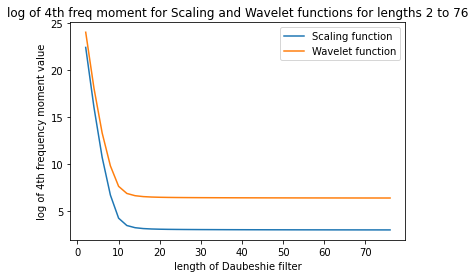 log of 4th freq moment for Scaling and Wavelet functions for lengths 2 to 76
25
20
15
10
5
log of 4th frequency moment value
Scaling function
Wavelet function
0 10 20 30 40 50 60 70
length of Daubeshie filter